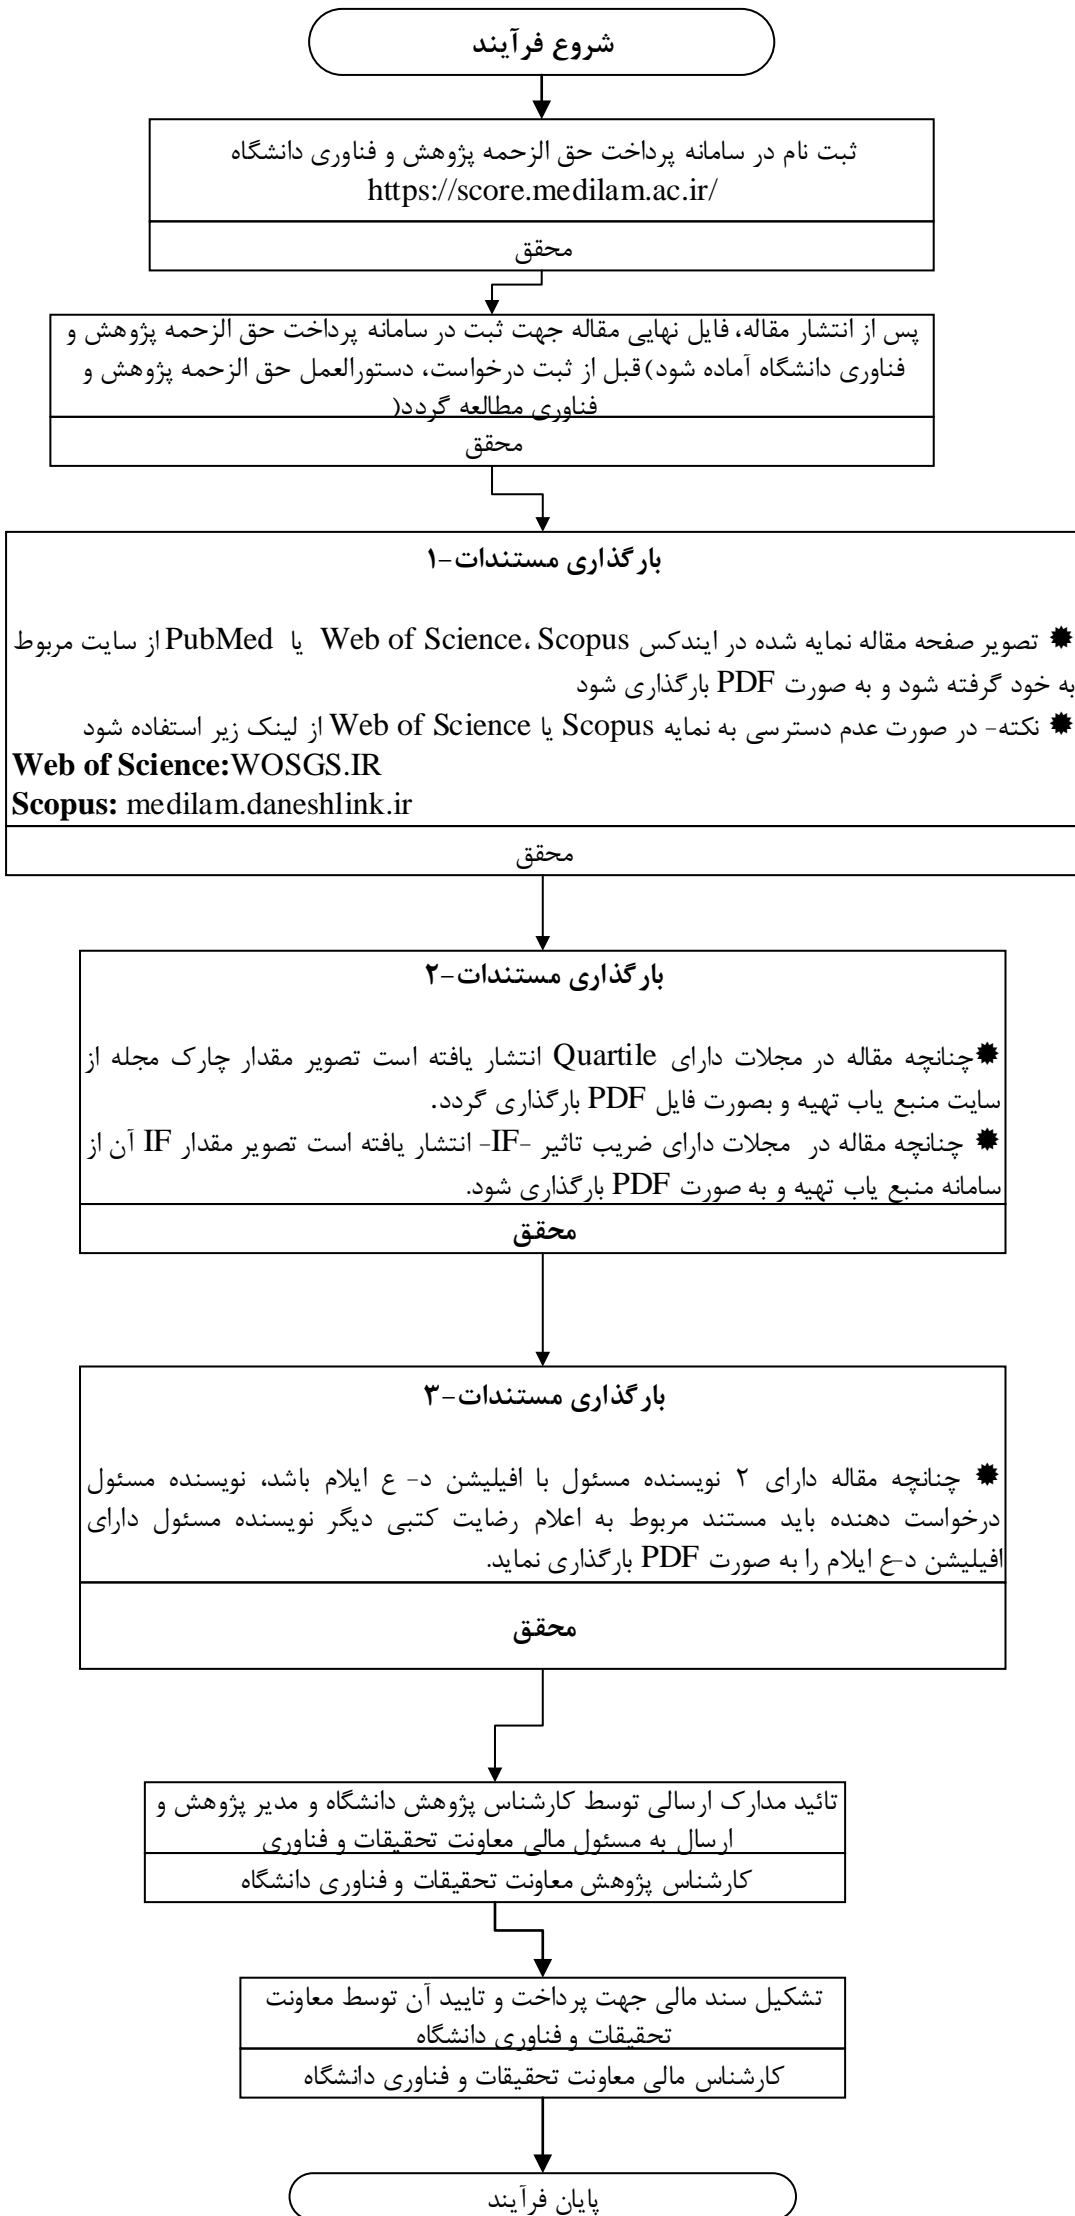 شروع فرآیند
ثبت نام در سامانه پرداخت حق الزحمه پژوهش و فناوری دانشگاه
https://score.medilam.ac.ir/
محقق
پس از انتشار مقاله، فایل نهایی مقاله جهت ثبت در سامانه پرداخت حق الزحمه پژوهش و
فناوری دانشگاه آماده شود)قبل از ثبت درخواست، دستورالعمل حق الزحمه پژوهش و
فناوری مطالعه گردد(
محقق
بارگذاری مستندات-۱
✹ تصویر صفحه مقاله نمایه شده در ایندکس Web of Science، Scopus یا PubMed از سایت مربوط
به خود گرفته شود و به صورت PDF بارگذاری شود
✹ نکته- در صورت عدم دسترسی به نمایه Scopus یا Web of Science از لینک زیر استفاده شود
Web of Science:WOSGS.IR
Scopus: medilam.daneshlink.ir
محقق
بارگذاری مستندات-۲
✹چنانچه مقاله در مجلات دارای Quartile انتشار یافته است تصویر مقدار چارک مجله از
سایت منبع یاب تهیه و بصورت فایل PDF بارگذاری گردد.
✹ چنانچه مقاله در مجلات دارای ضریب تاثیر -IF- انتشار یافته است تصویر مقدار IF آن از
سامانه منبع یاب تهیه و به صورت PDF بارگذاری شود.
محقق
بارگذاری مستندات-۳
✹ چنانچه مقاله دارای ۲ نویسنده مسئول با افیلیشن د- ع ایلام باشد، نویسنده مسئول
درخواست دهنده باید مستند مربوط به اعلام رضایت کتبی دیگر نویسنده مسئول دارای
افیلیشن د-ع ایلام را به صورت PDF بارگذاری نماید.
محقق
تائید مدارک ارسالی توسط کارشناس پژوهش دانشگاه و مدیر پژوهش و
ارسال به مسئول مالی معاونت تحقیقات و فناوری
کارشناس پژوهش معاونت تحقیقات و فناوری دانشگاه
تشکیل سند مالی جهت پرداخت و تایید آن توسط معاونت
تحقیقات و فناوری دانشگاه
کارشناس مالی معاونت تحقیقات و فناوری دانشگاه
پایان فرآیند